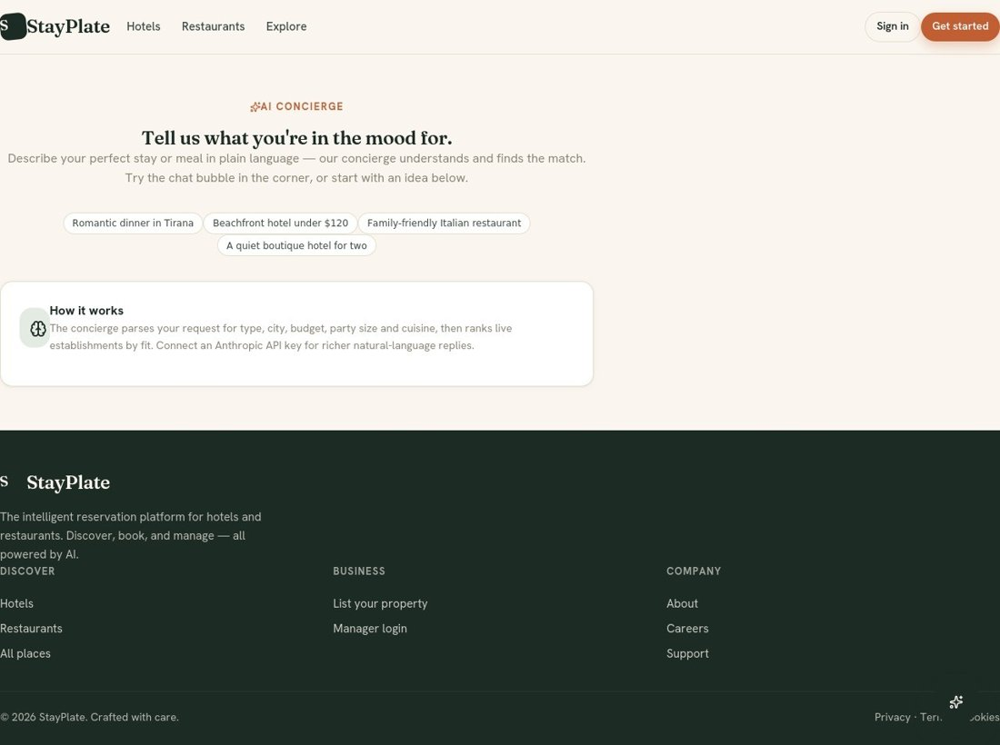 S StayPlate Hotels Restaurants Explore Sign in Get started
AI CONCIERGE
Tell us what you're in the mood for.
Describe your perfect stay or meal in plain language — our concierge understands and finds the match.
Try the chat bubble in the corner, or start with an idea below.
Romantic dinner in Tirana Beachfront hotel under $120 Family-friendly Italian restaurant
A quiet boutique hotel for two
How it works
The concierge parses your request for type, city, budget, party size and cuisine, then ranks live
establishments by fit. Connect an Anthropic API key for richer natural-language replies.
S StayPlate
The intelligent reservation platform for hotels and
restaurants. Discover, book, and manage — all
powered by AI.
DISCOVER BUSINESS COMPANY
Hotels List your property About
Restaurants Manager login Careers
All places Support
© 2026 StayPlate. Crafted with care. Privacy ·